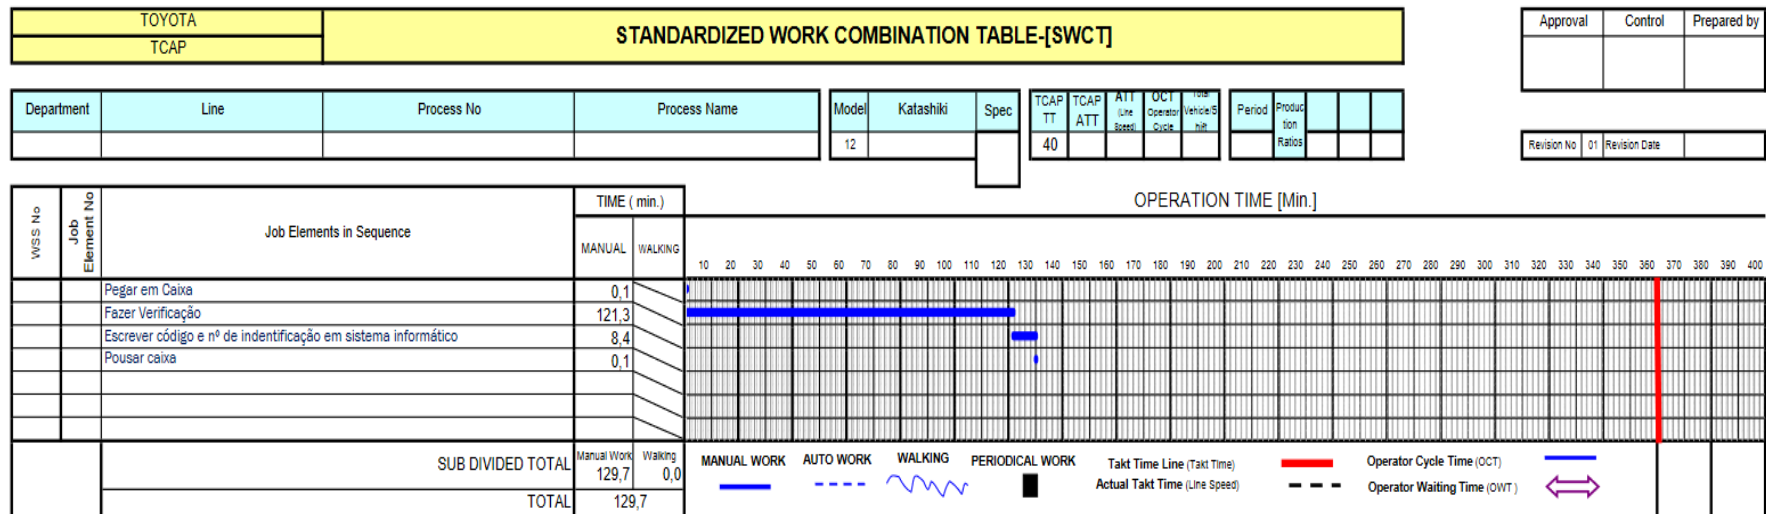 TOYOTA
TCAP
STANDARDIZED WORK COMBINATION TABLE-[SWCT]
Approval Control Prepared by
Department Line Process No Process Name
Model Katashiki Spec
12
TCAP TT TCAP ATT ATT (Line Speed) OCT Operator Cycle Total Vehicle/S hift
40
Period Produc tion Ratios
Revision No 01 Revision Date
WSS No Job Element No Job Elements in Sequence TIME ( min.) MANUAL WALKING
OPERATION TIME [Min.]
10 20 30 40 50 60 70 80 90 100 110 120 130 140 150 160 170 180 190 200 210 220 230 240 250 260 270 280 290 300 310 320 330 340 350 360 370 380 390 400
Pegar em Caixa 0,1
Fazer Verificação 121,3
Escrever código e nº de indentificação em sistema informático 8,4
Pousar caixa 0,1
SUB DIVIDED TOTAL Manual Work 129,7 Walking 0,0
TOTAL 129,7
MANUAL WORK AUTO WORK WALKING PERIODICAL WORK
Takt Time Line (Takt Time) Operator Cycle Time (OCT)
Actual Takt Time (Line Speed) Operator Waiting Time (OWT )